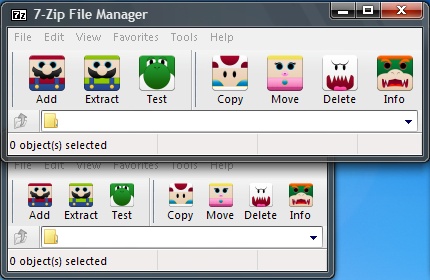 7z 7-Zip File Manager
File Edit View Favorites Tools Help
Add Extract Test Copy Move Delete Info
0 object(s) selected
File Edit View Favorites Tools Help
Add Extract Test Copy Move Delete Info
0 object(s) selected